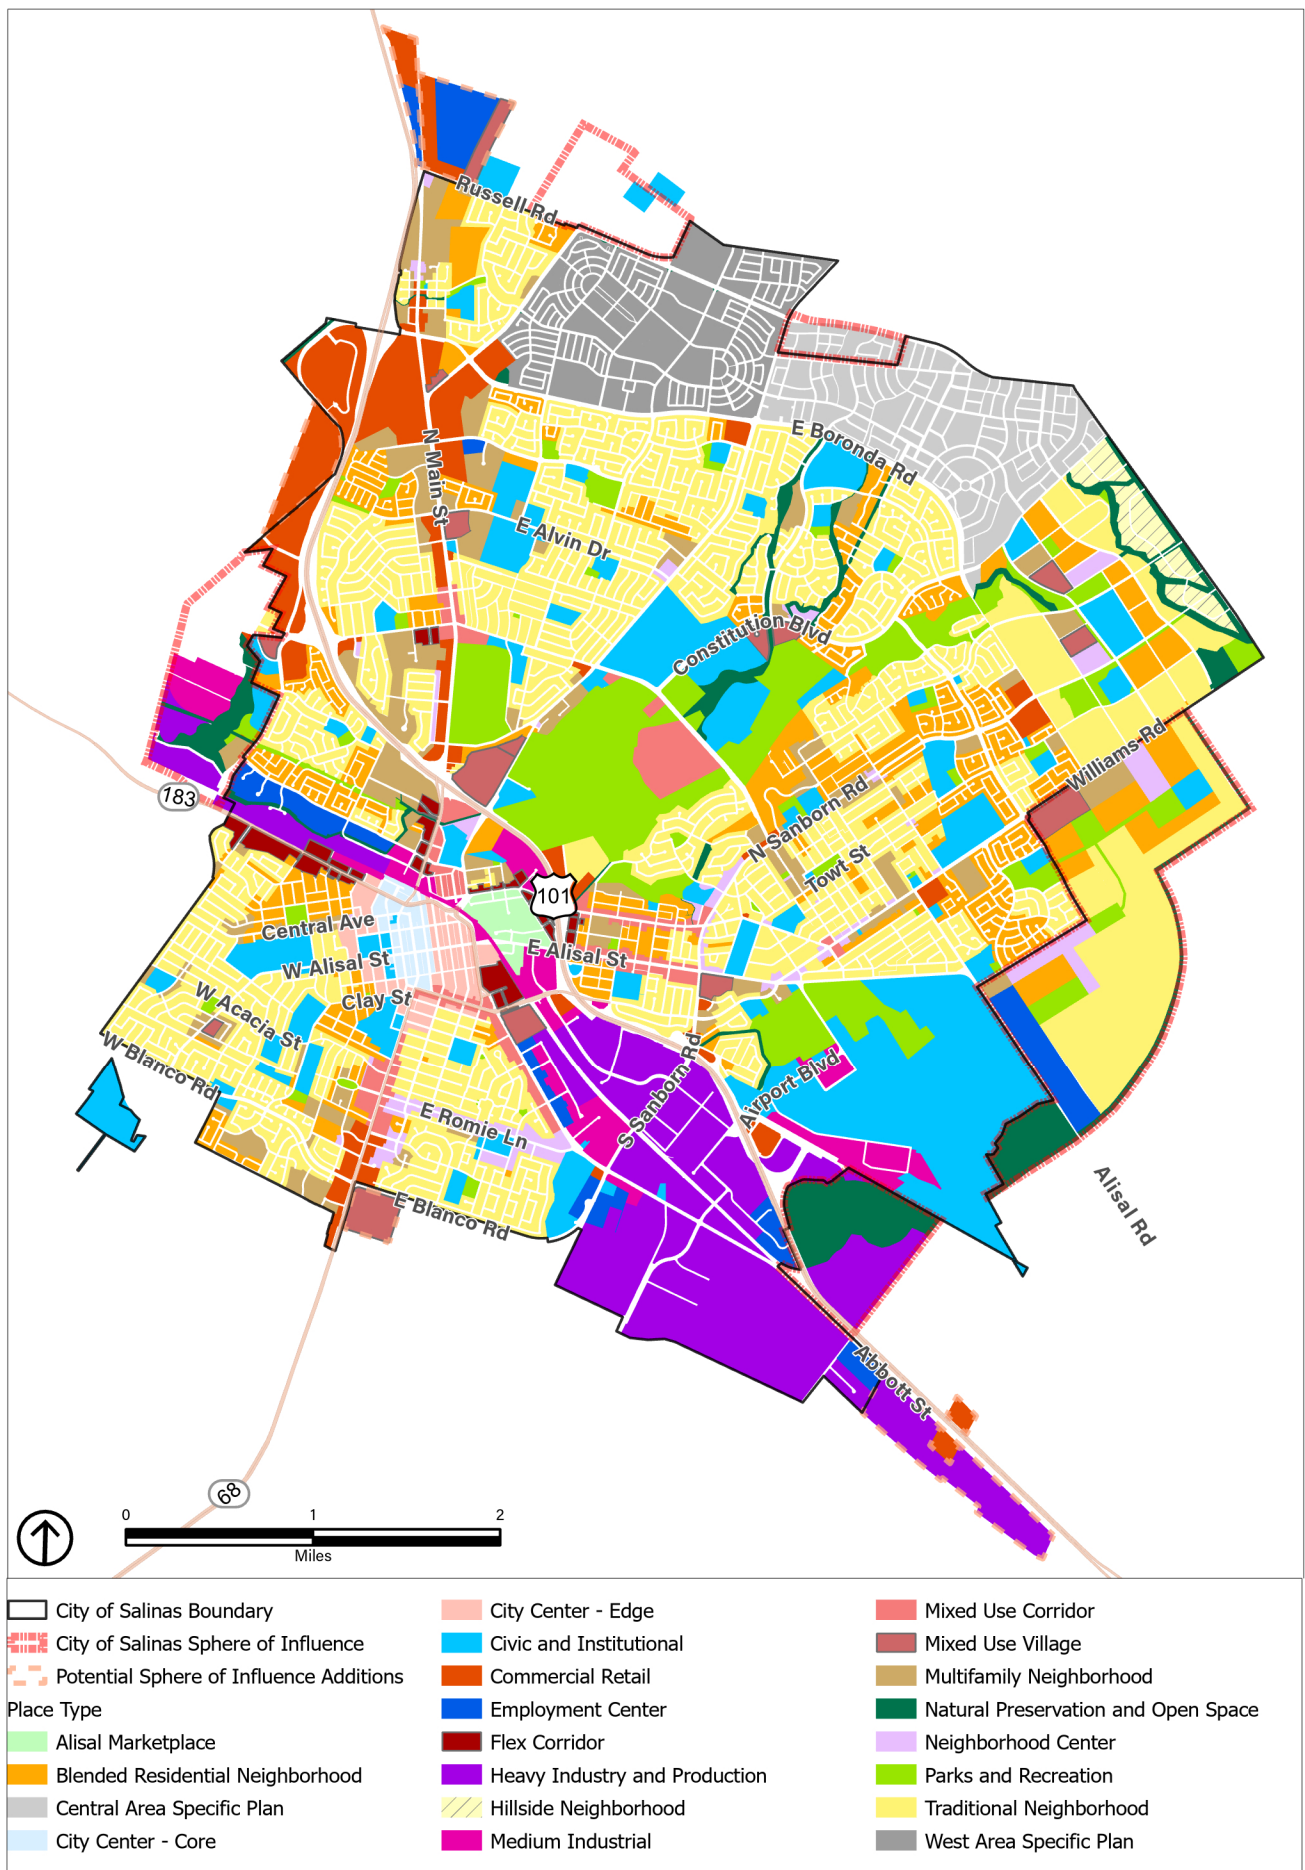 Russell Rd
E Boronda Rd
N Main St
E Alvin Dr
Constitution Blvd
Williams Rd
183
N Sanborn Rd
Towt St
101
Central Ave
E Alisal St
W Alisal St
Clay St
W Acacia St
W Blanco Rd
S Sanborn Rd
Airport Blvd
E Romie Ln
E Blanco Rd
Alisal Rd
Abbott St
68
0 1 2
Miles
City of Salinas Boundary
City of Salinas Sphere of Influence
Potential Sphere of Influence Additions
Place Type
Alisal Marketplace
Blended Residential Neighborhood
Central Area Specific Plan
City Center - Core
City Center - Edge
Civic and Institutional
Commercial Retail
Employment Center
Flex Corridor
Heavy Industry and Production
Hillside Neighborhood
Medium Industrial
Mixed Use Corridor
Mixed Use Village
Multifamily Neighborhood
Natural Preservation and Open Space
Neighborhood Center
Parks and Recreation
Traditional Neighborhood
West Area Specific Plan